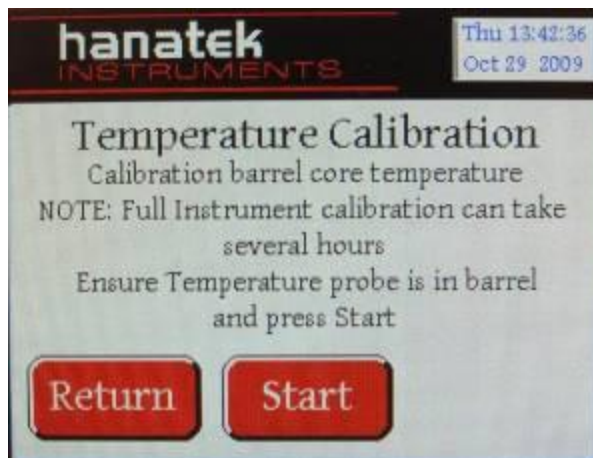 hanatek
INSTRUMENTS
Thu 13:42:36
Oct 29 2009
Temperature Calibration
Calibration barrel core temperature
NOTE: Full Instrument calibration can take
several hours
Ensure Temperature probe is in barrel
and press Start
Return
Start